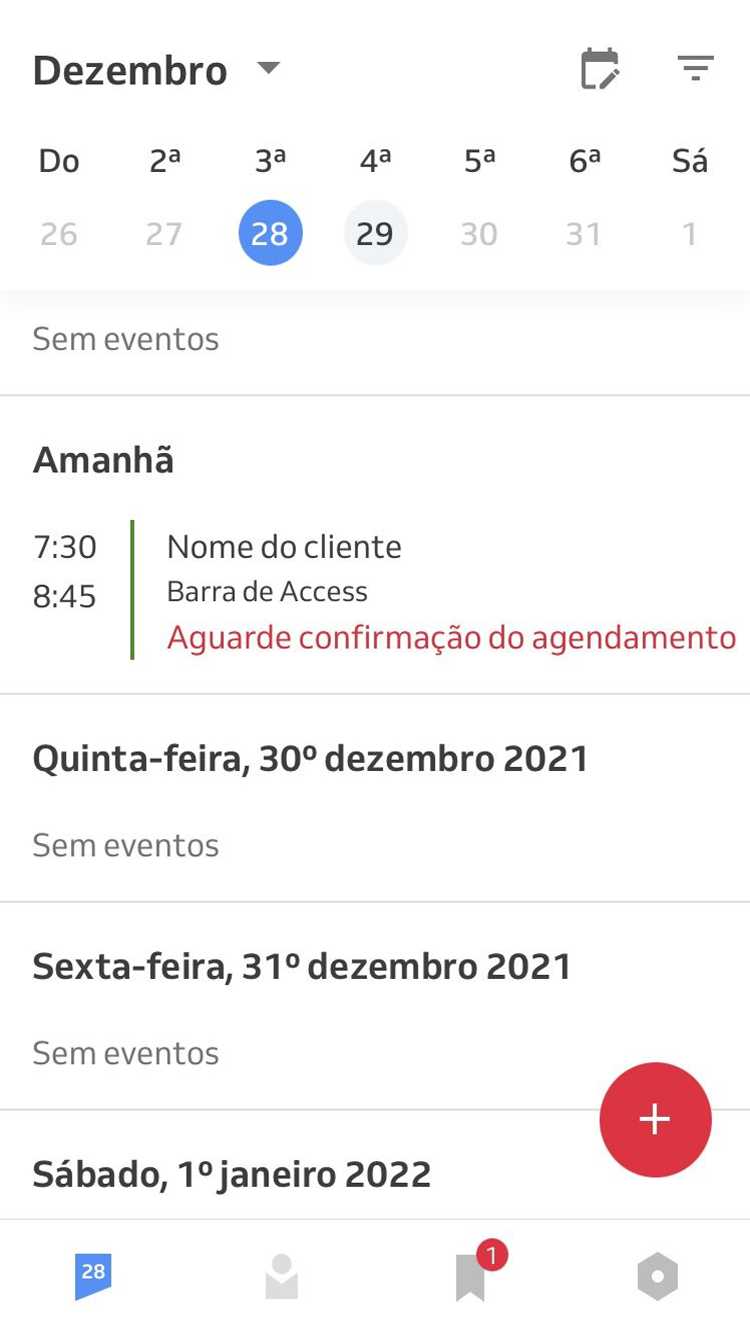 Dezembro
Do 2ª 3ª 4ª 5ª 6ª Sá
26 27 28 29 30 31 1
Sem eventos
Amanhã
7:30 Nome do cliente
8:45 Barra de Access
Aguarde confirmação do agendamento
Quinta-feira, 30º dezembro 2021
Sem eventos
Sexta-feira, 31º dezembro 2021
Sem eventos
+
Sábado, 1º janeiro 2022
28 1